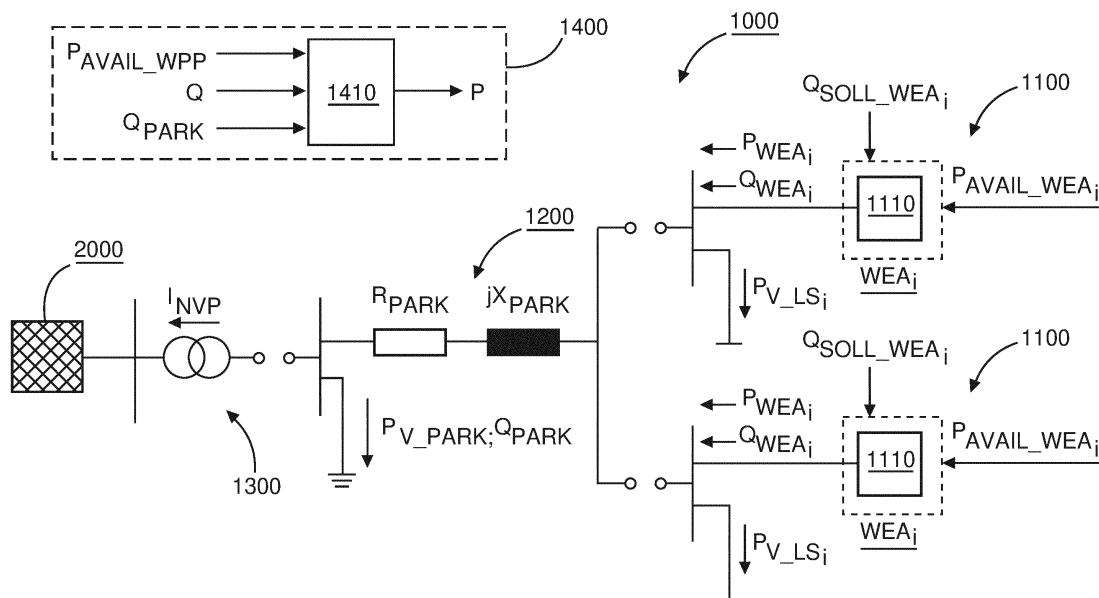 1400
P_AVAIL_WPP
Q
Q_PARK
1410
P
1000
Q_SOLL_WEA_i
1100
P_WEA_i
Q_WEA_i
1110
P_AVAIL_WEA_i
WEA_i
P_V_LS_i
2000
I_NVP
1200
R_PARK
jX_PARK
P_V_PARK;Q_PARK
1300
Q_SOLL_WEA_i
1100
P_WEA_i
Q_WEA_i
1110
P_AVAIL_WEA_i
WEA_i
P_V_LS_i